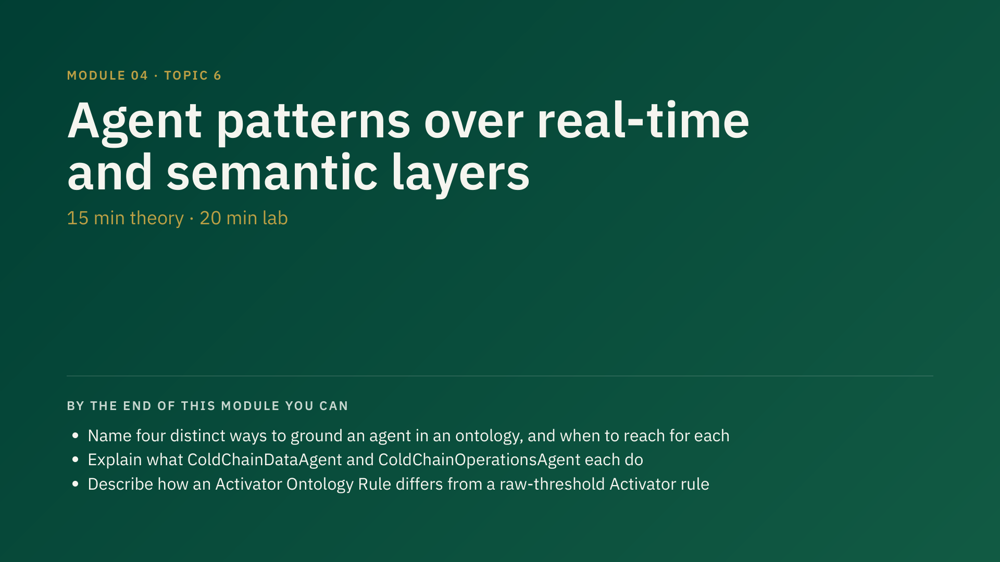 MODULE 04 · TOPIC 6
Agent patterns over real-time
and semantic layers
15 min theory · 20 min lab
BY THE END OF THIS MODULE YOU CAN
• Name four distinct ways to ground an agent in an ontology, and when to reach for each
• Explain what ColdChainDataAgent and ColdChainOperationsAgent each do
• Describe how an Activator Ontology Rule differs from a raw-threshold Activator rule